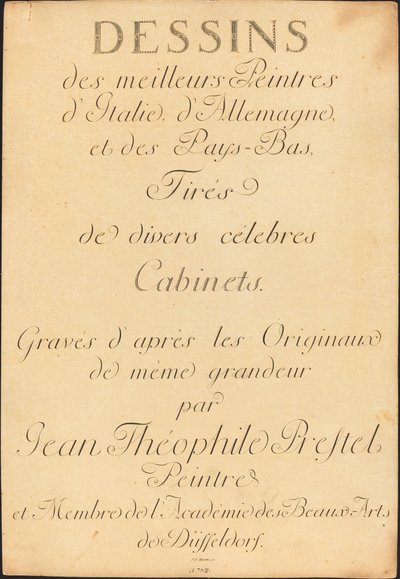 DESSINS
des meilleurs Peintres
d'Italie, d'Allemagne,
et des Pays-Bas,
Tirés
de divers célebres
Cabinets.
Gravés d'après les Originaux
de même grandeur
par
Jean Théophile Prestel
Peintre
et Membre de l'Académie des Beaux-Arts
de Düsseldorf.